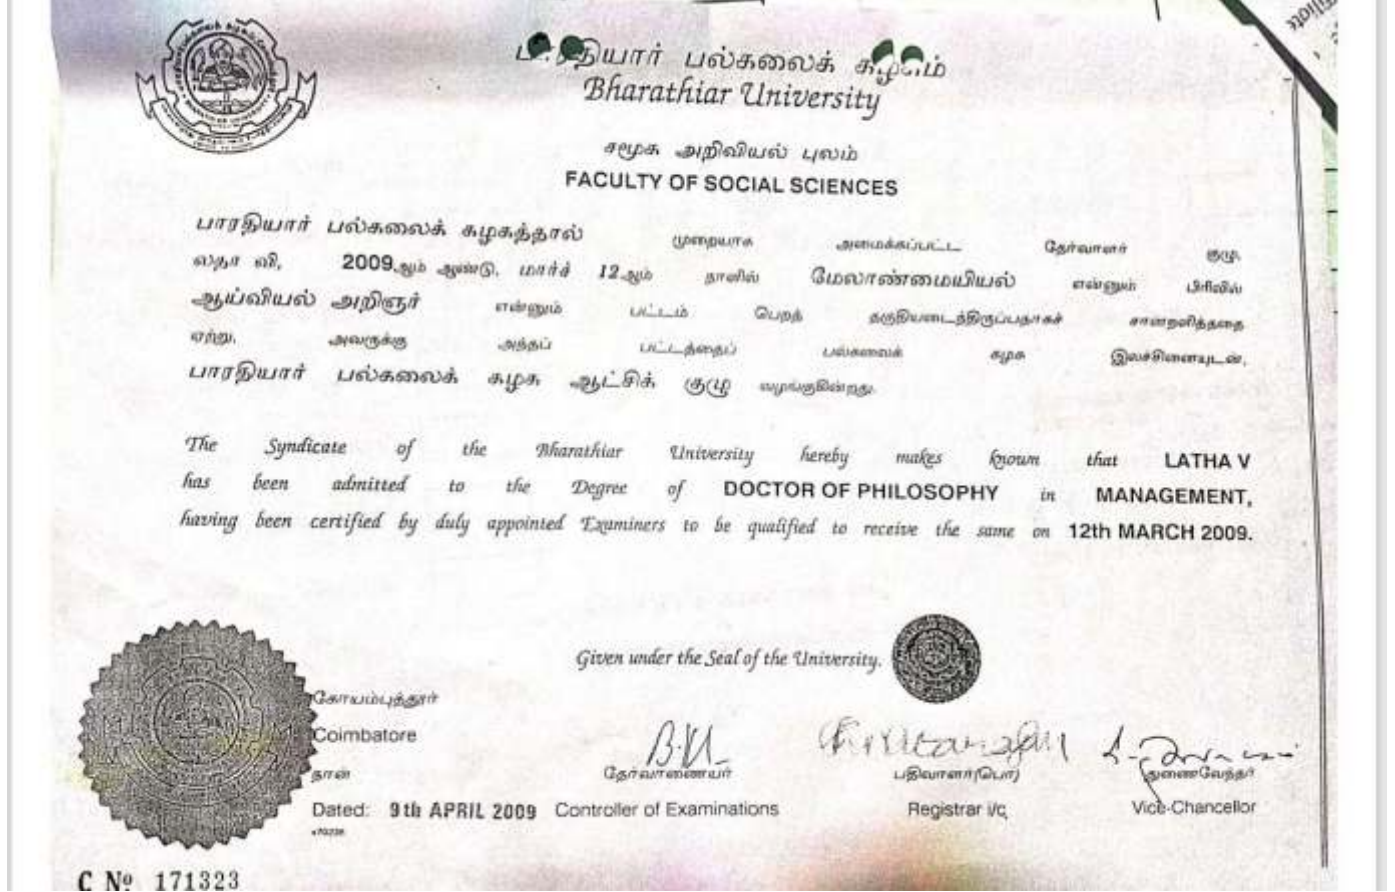 பாரதியார் பல்கலைக் கழகம்
Bharathiar University
சமூக அறிவியல் புலம்
FACULTY OF SOCIAL SCIENCES
பாரதியார் பல்கலைக் கழகத்தால் முறையாக அமைக்கப்பட்ட தேர்வாளர் குழு,
லதா வி, 2009ஆம் ஆண்டு, மார்ச் 12ஆம் நாளில் மேலாண்மையியல் என்னும் பிரிவில்
ஆய்வியல் அறிஞர் என்னும் பட்டம் பெறத் தகுதியடைந்திருப்பதாகச் சான்றளித்ததை
ஏற்று, அவருக்கு அந்தப் பட்டத்தைப் பல்கலைக் கழக இலச்சினையுடன்,
பாரதியார் பல்கலைக் கழக ஆட்சிக் குழு வழங்குகின்றது.
The Syndicate of the Bharathiar University hereby makes known that LATHA V
has been admitted to the Degree of DOCTOR OF PHILOSOPHY in MANAGEMENT,
having been certified by duly appointed Examiners to be qualified to receive the same on 12th MARCH 2009.
Given under the Seal of the University.
கோயம்புத்தூர்
Coimbatore
தேர்வாணையர் பதிவாளர்(பொ) துணைவேந்தர்
நாள்
Dated: 9th APRIL 2009 Controller of Examinations Registrar i/c Vice-Chancellor
C Nº 171323